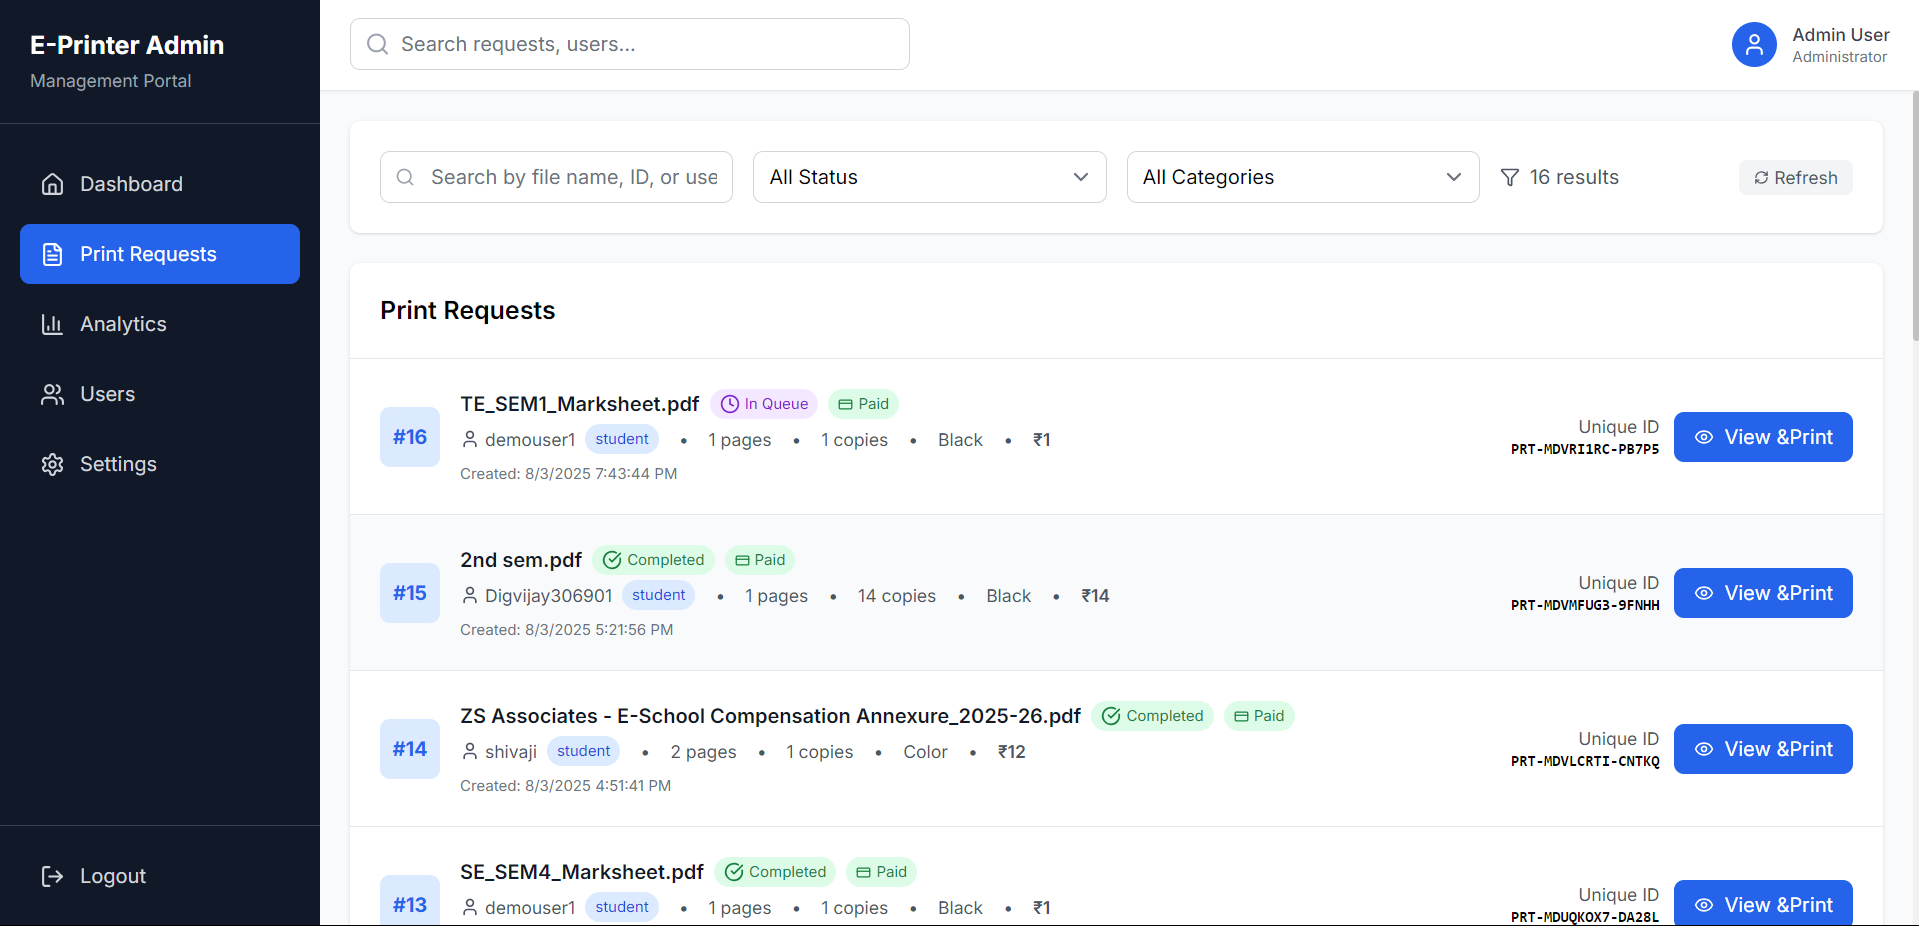 E-Printer Admin
Management Portal
Dashboard
Print Requests
Analytics
Users
Settings
Logout
Search requests, users...
Admin User
Administrator
Search by file name, ID, or use
All Status
All Categories
16 results
Refresh
Print Requests
#16
TE_SEM1_Marksheet.pdf In Queue Paid
demouser1 student • 1 pages • 1 copies • Black • ₹1
Created: 8/3/2025 7:43:44 PM
Unique ID
PRT-MDVRI1RC-PB7P5
View &Print
#15
2nd sem.pdf Completed Paid
Digvijay306901 student • 1 pages • 14 copies • Black • ₹14
Created: 8/3/2025 5:21:56 PM
Unique ID
PRT-MDVMFUG3-9FNHH
View &Print
#14
ZS Associates - E-School Compensation Annexure_2025-26.pdf Completed Paid
shivaji student • 2 pages • 1 copies • Color • ₹12
Created: 8/3/2025 4:51:41 PM
Unique ID
PRT-MDVLCRTI-CNTKQ
View &Print
#13
SE_SEM4_Marksheet.pdf Completed Paid
demouser1 student • 1 pages • 1 copies • Black • ₹1
Unique ID
PRT-MDUQKOX7-DA28L
View &Print